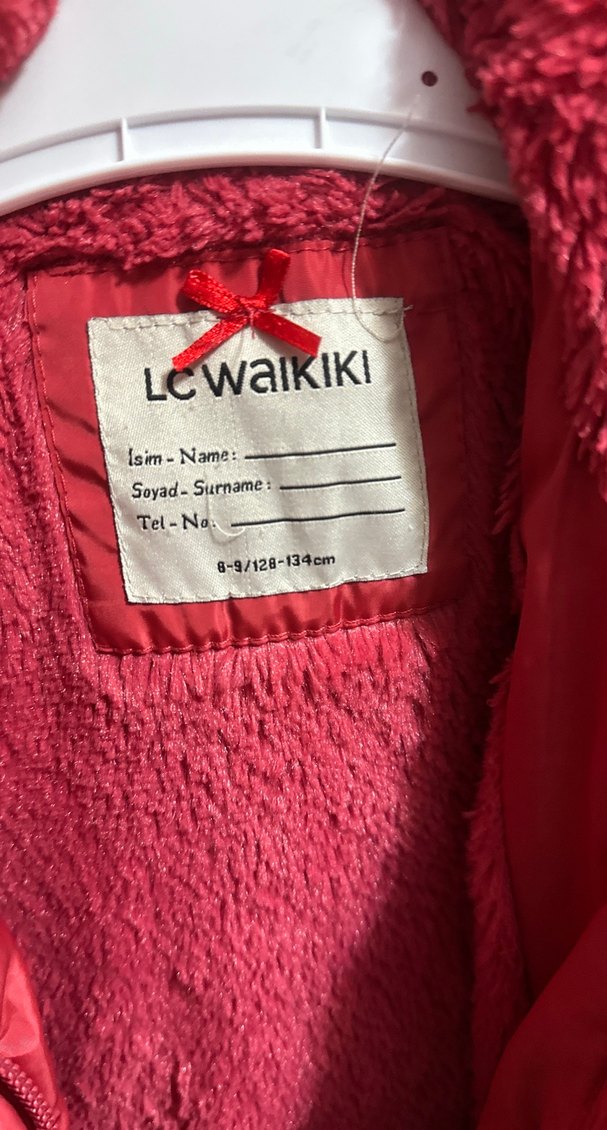 LC WAIKIKI
İsim - Name:
Soyad - Surname:
Tel - No:
8-9/128-134cm